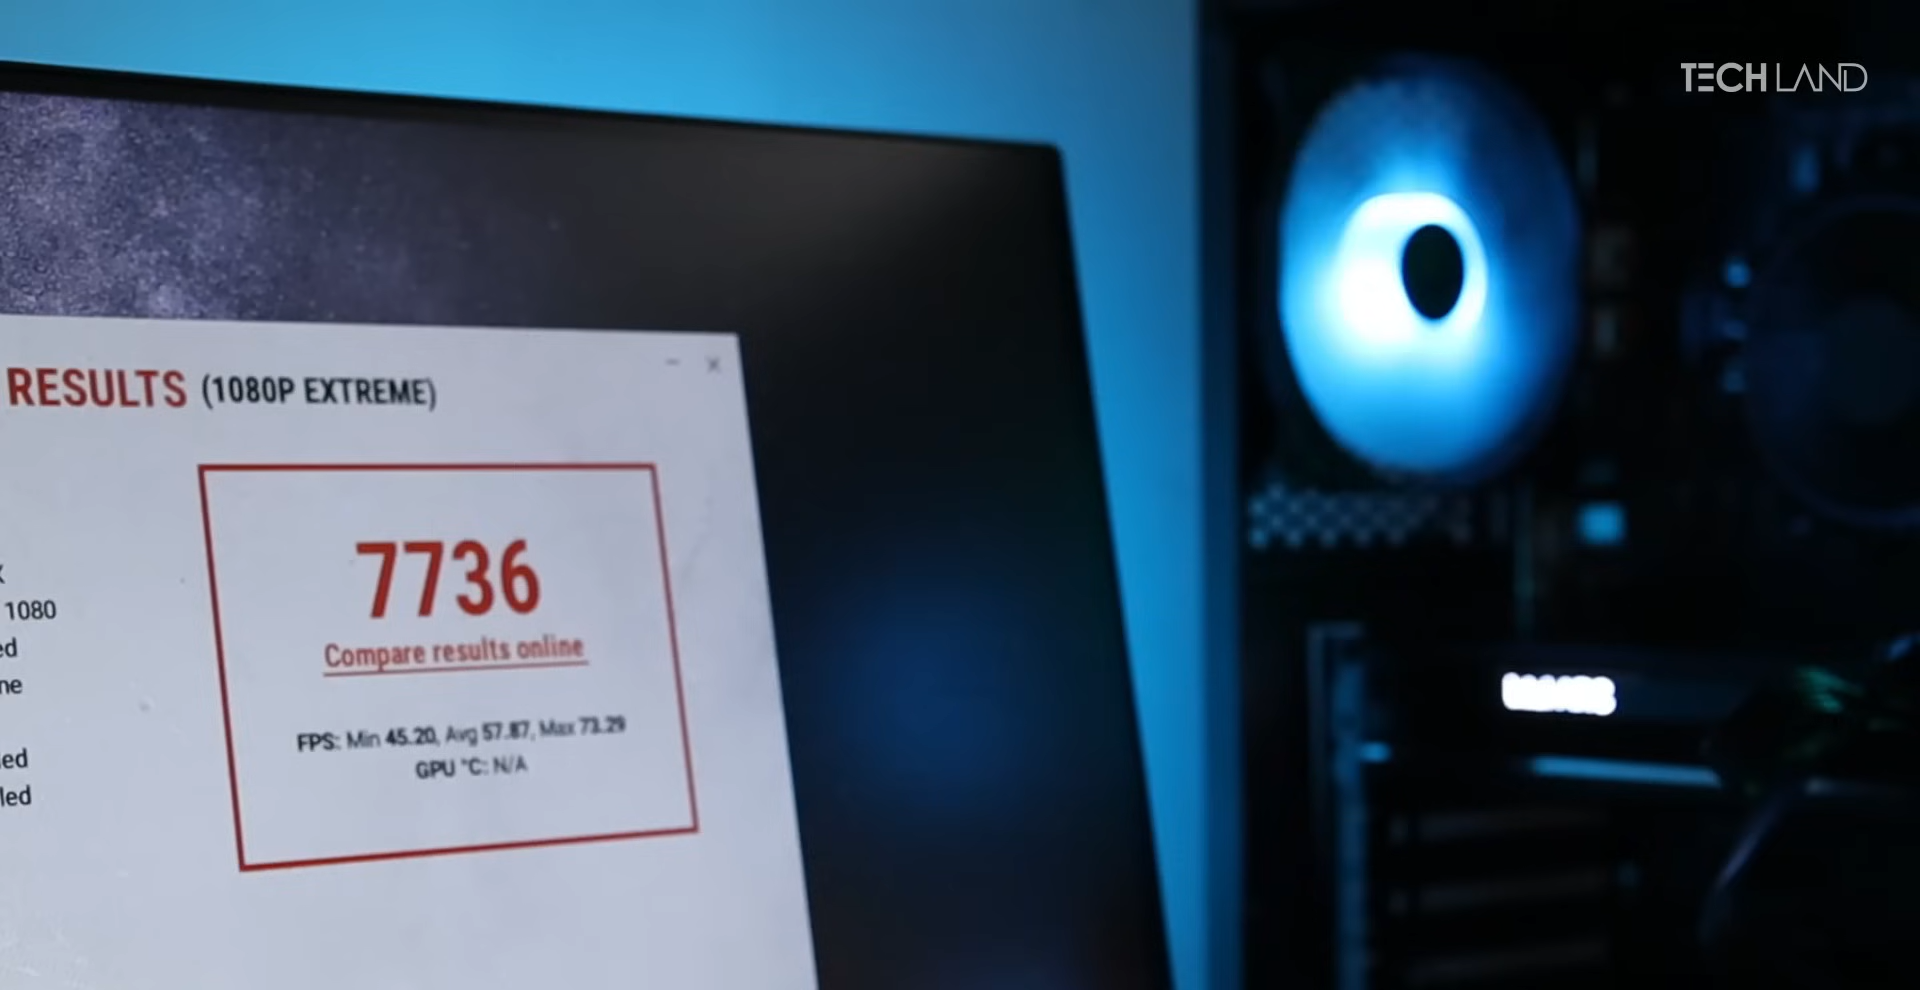 TECHLAND
RESULTS (1080P EXTREME)
1080
ed
ne
ed
led
7736
Compare results online
FPS: Min 45.20, Avg 57.87, Max 73.29
GPU °C: N/A